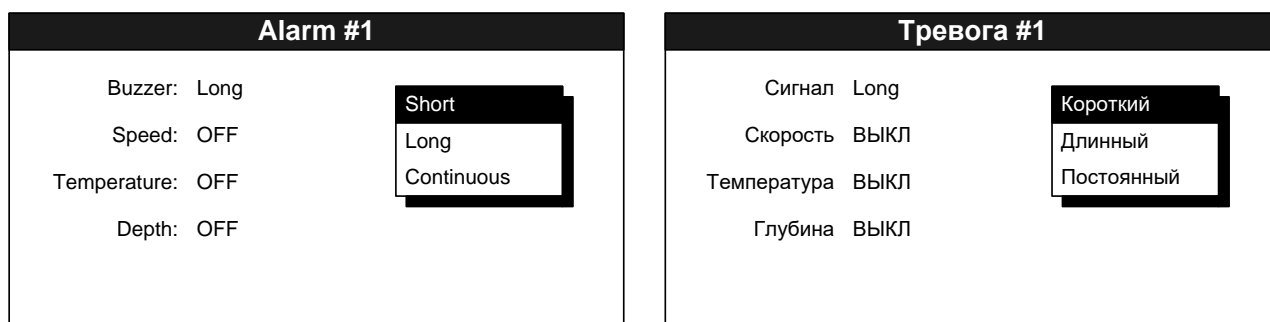 Alarm #1
Buzzer: Long
Speed: OFF
Temperature: OFF
Depth: OFF
Short
Long
Continuous
Тревога #1
Сигнал Long
Скорость ВЫКЛ
Температура ВЫКЛ
Глубина ВЫКЛ
Короткий
Длинный
Постоянный